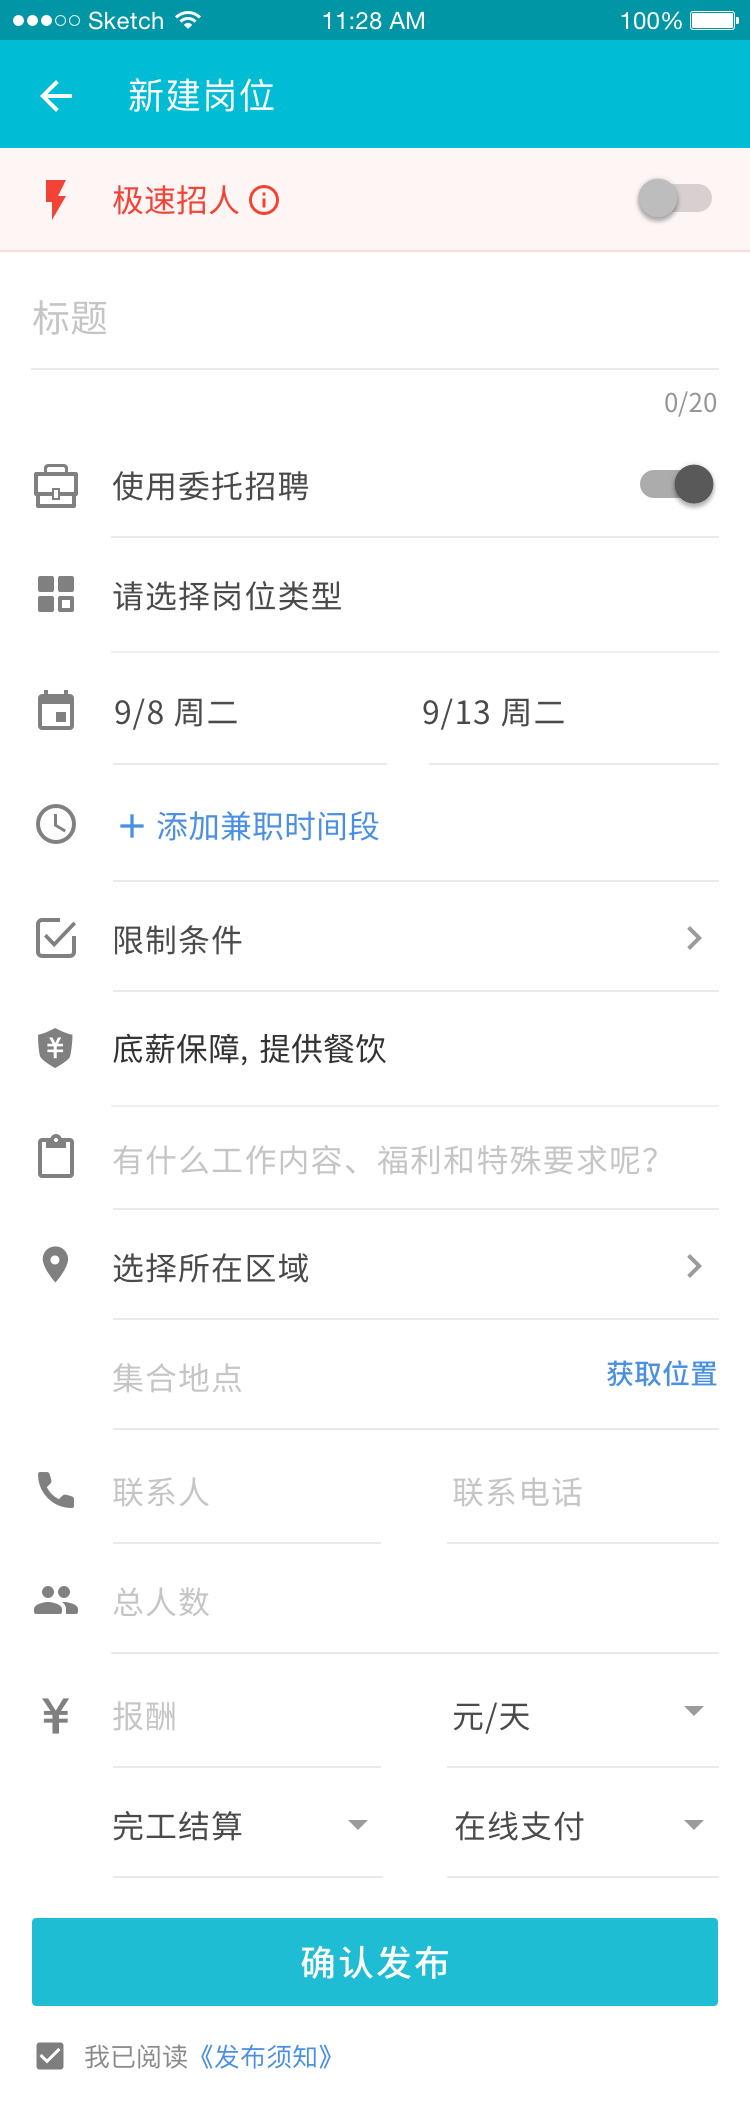 Sketch 11:28 AM 100%
新建岗位
极速招人
标题
0/20
使用委托招聘
请选择岗位类型
9/8 周二 9/13 周二
+ 添加兼职时间段
限制条件
¥ 底薪保障, 提供餐饮
有什么工作内容、福利和特殊要求呢?
选择所在区域
集合地点 获取位置
联系人 联系电话
总人数
¥ 报酬 元/天
完工结算 在线支付
确认发布
我已阅读《发布须知》